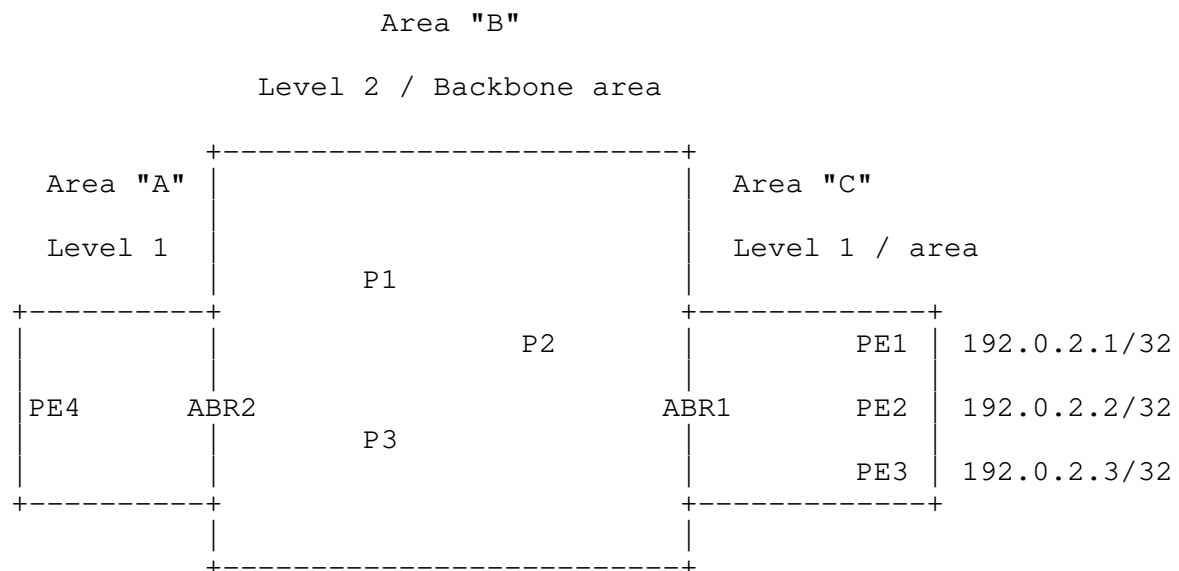 Area "B"
Level 2 / Backbone area
Area "A" Area "C"
Level 1 Level 1 / area
P1
P2 PE1 192.0.2.1/32
PE4 ABR2 ABR1 PE2 192.0.2.2/32
P3
PE3 192.0.2.3/32